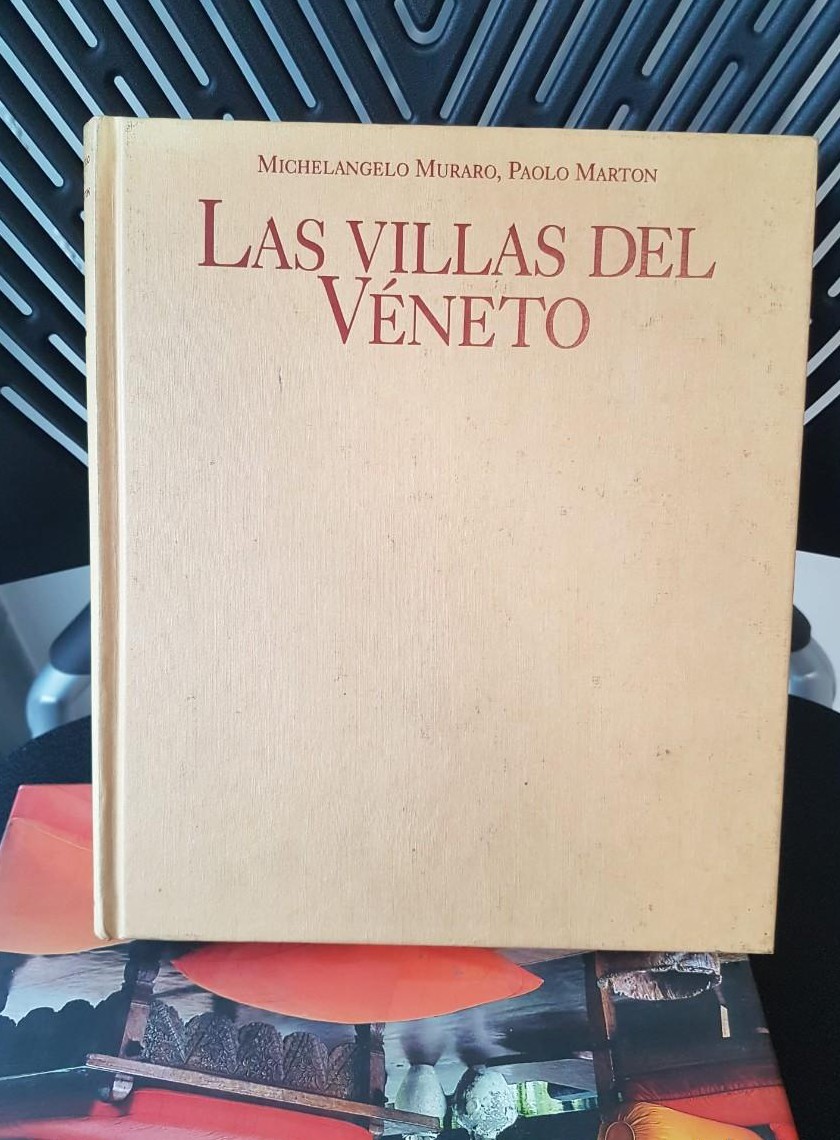 MICHELANGELO MURARO, PAOLO MARTON
LAS VILLAS DEL
VÉNETO